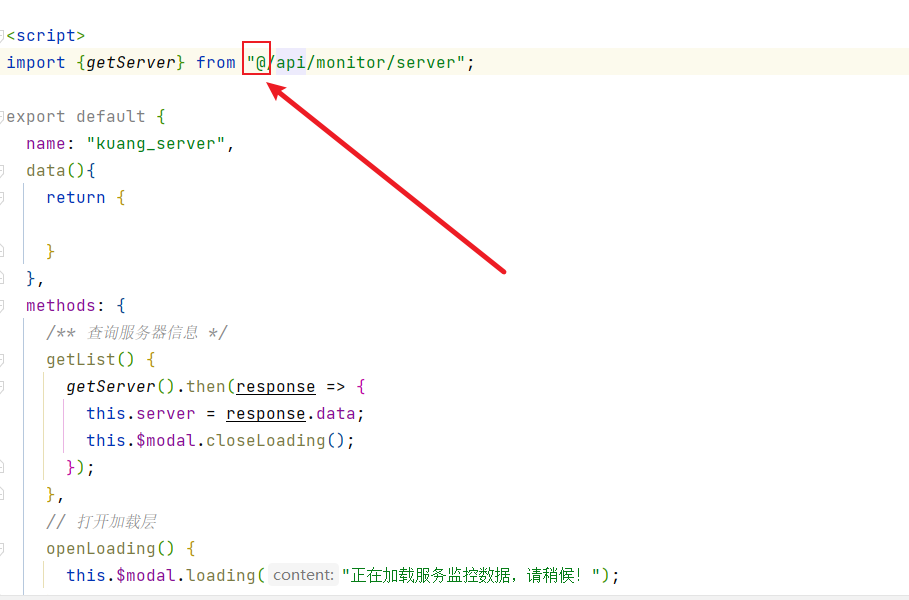 <script>
import {getServer} from "@/api/monitor/server";
export default {
name: "kuang_server",
data(){
return {
}
},
methods: {
/** 查询服务器信息 */
getList() {
getServer().then(response => {
this.server = response.data;
this.$modal.closeLoading();
});
},
// 打开加载层
openLoading() {
this.$modal.loading( content: "正在加载服务监控数据，请稍候！");